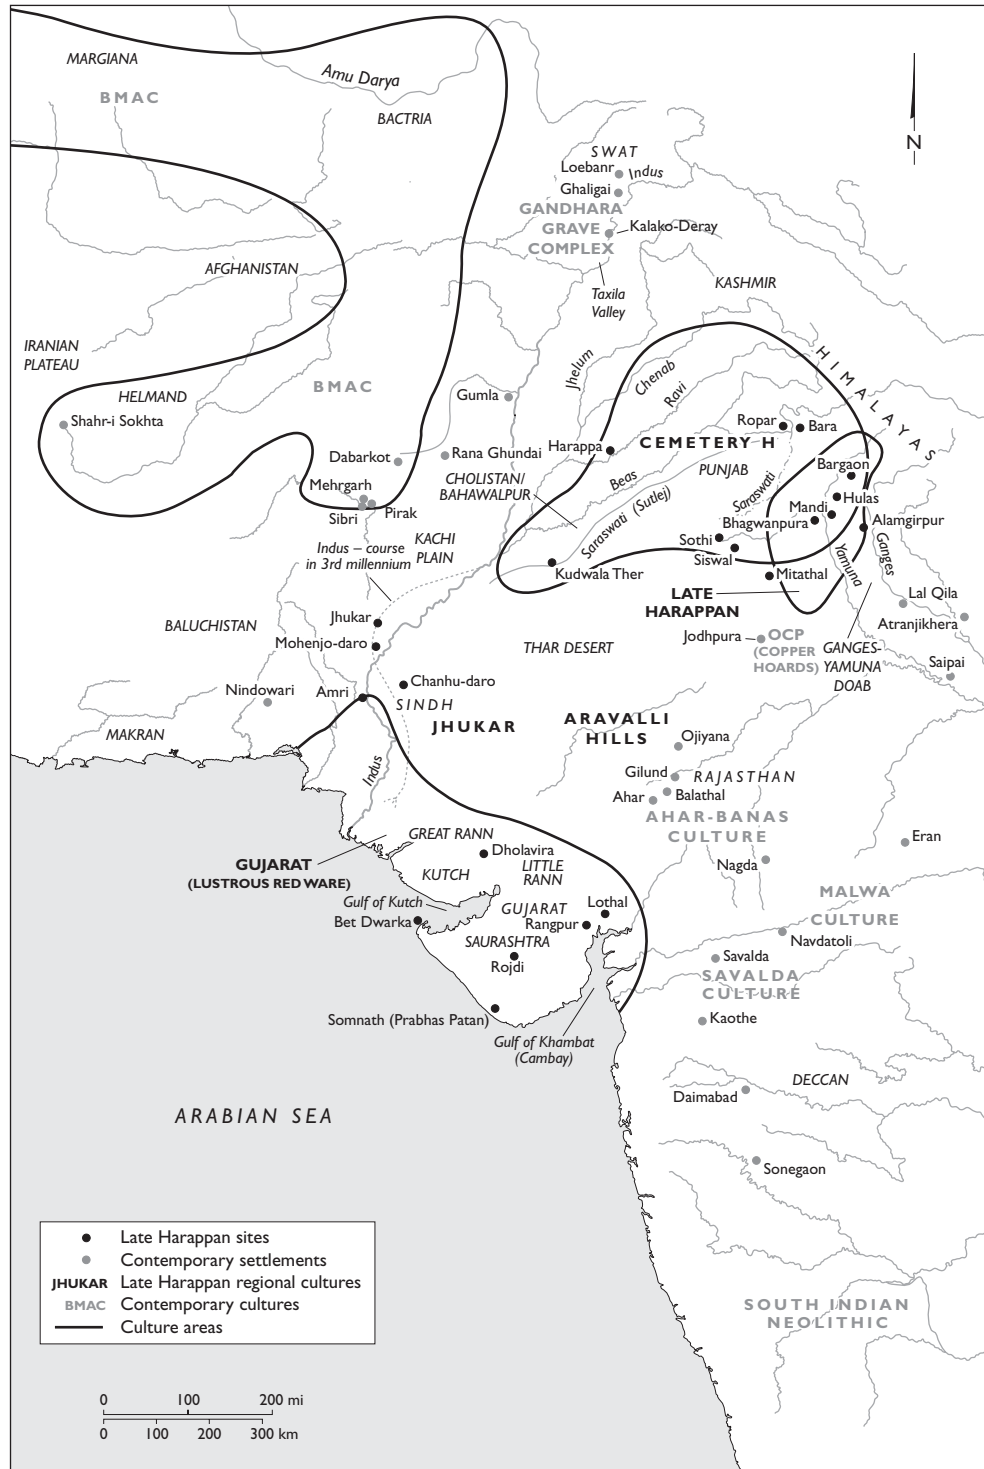 MARGIANA
BMAC
Amu Darya
BACTRIA
N
SWAT
Loebanr
Indus
Ghaligai
GANDHARA
GRAVE
COMPLEX
Kalako-Deray
AFGHANISTAN
KASHMIR
Taxila
Valley
IRANIAN
PLATEAU
HIMALAYAS
Jhelum
Chenab
Ravi
BMAC
HELMAND
Gumla
Shahr-i Sokhta
Ropar
Bara
CEMETERY H
Harappa
Dabarkot
Rana Ghundai
Bargaon
PUNJAB
CHOLISTAN/
BAHAWALPUR
Beas
Saraswati
Mehrgarh
Hulas
Mandi
Sibri
Pirak
Saraswati (Sutlej)
Bhagwanpura
Alamgirpur
KACHI
PLAIN
Indus – course
in 3rd millennium
Sothi
Siswal
Yamuna
Ganges
Kudwala Ther
Mitathal
LATE
HARAPPAN
Lal Qila
Jhukar
Atranjikhera
BALUCHISTAN
Mohenjo-daro
THAR DESERT
Jodhpura
OCP
(COPPER
HOARDS)
GANGES-
YAMUNA
DOAB
Saipai
Nindowari
Amri
Chanhu-daro
SINDH
JHUKAR
ARAVALLI
HILLS
MAKRAN
Ojiyana
Indus
Gilund
RAJASTHAN
Ahar
Balathal
AHAR-BANAS
CULTURE
GREAT RANN
Eran
Dholavira
GUJARAT
(LUSTROUS RED WARE)
LITTLE
RANN
Nagda
KUTCH
MALWA
CULTURE
Gulf of Kutch
GUJARAT
Lothal
Bet Dwarka
Rangpur
Navdatoli
SAURASHTRA
Rojdi
Savalda
SAVALDA
CULTURE
Somnath (Prabhas Patan)
Kaothe
Gulf of Khambat
(Cambay)
DECCAN
Daimabad
ARABIAN SEA
Sonegaon
Late Harappan sites
Contemporary settlements
JHUKAR Late Harappan regional cultures
BMAC Contemporary cultures
Culture areas
SOUTH INDIAN
NEOLITHIC
0 100 200 mi
0 100 200 300 km